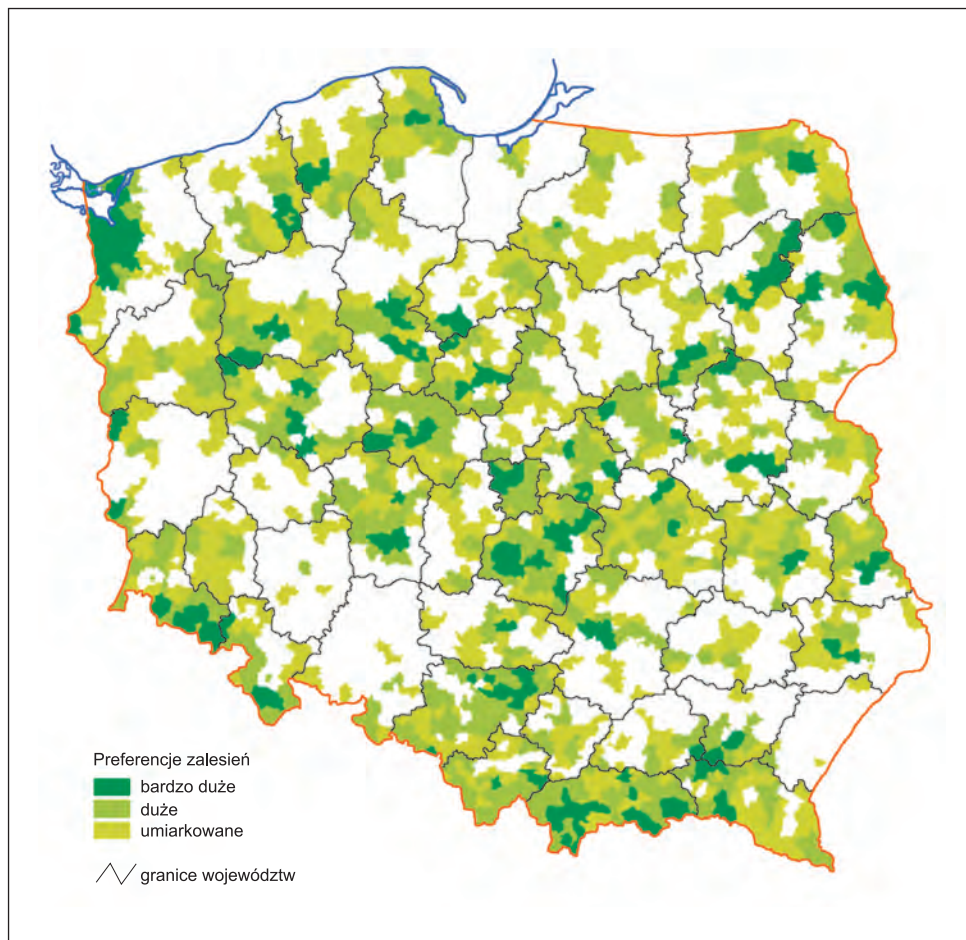 Preferencje zalesień
bardzo duże
duże
umiarkowane
granice województw